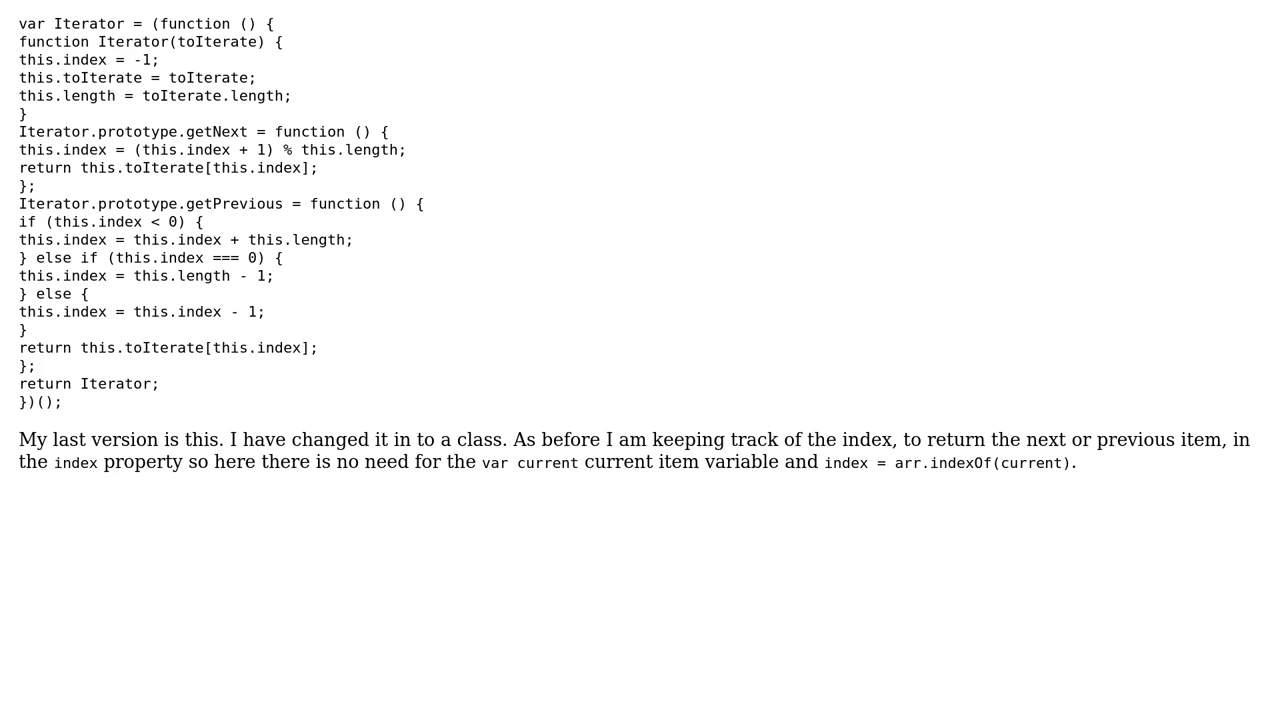 var Iterator = (function () {
function Iterator(toIterate) {
this.index = -1;
this.toIterate = toIterate;
this.length = toIterate.length;
}
Iterator.prototype.getNext = function () {
this.index = (this.index + 1) % this.length;
return this.toIterate[this.index];
};
Iterator.prototype.getPrevious = function () {
if (this.index < 0) {
this.index = this.index + this.length;
} else if (this.index === 0) {
this.index = this.length - 1;
} else {
this.index = this.index - 1;
}
return this.toIterate[this.index];
};
return Iterator;
})();
My last version is this. I have changed it in to a class. As before I am keeping track of the index, to return the next or previous item, in
the index property so here there is no need for the var current current item variable and index = arr.indexOf(current).